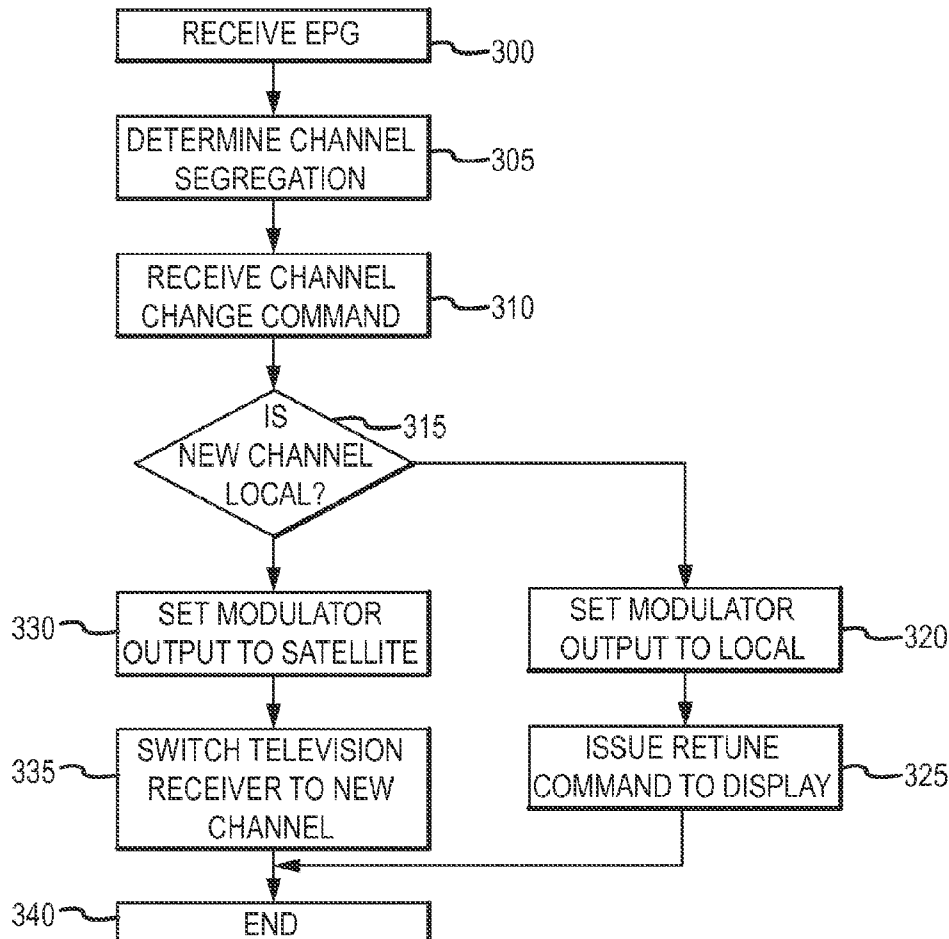 RECEIVE EPG
300
DETERMINE CHANNEL
SEGREGATION
305
RECEIVE CHANNEL
CHANGE COMMAND
310
IS
NEW CHANNEL
LOCAL?
315
330
SET MODULATOR
OUTPUT TO SATELLITE
SET MODULATOR
OUTPUT TO LOCAL
320
335
SWITCH TELEVISION
RECEIVER TO NEW
CHANNEL
ISSUE RETUNE
COMMAND TO DISPLAY
325
340
END